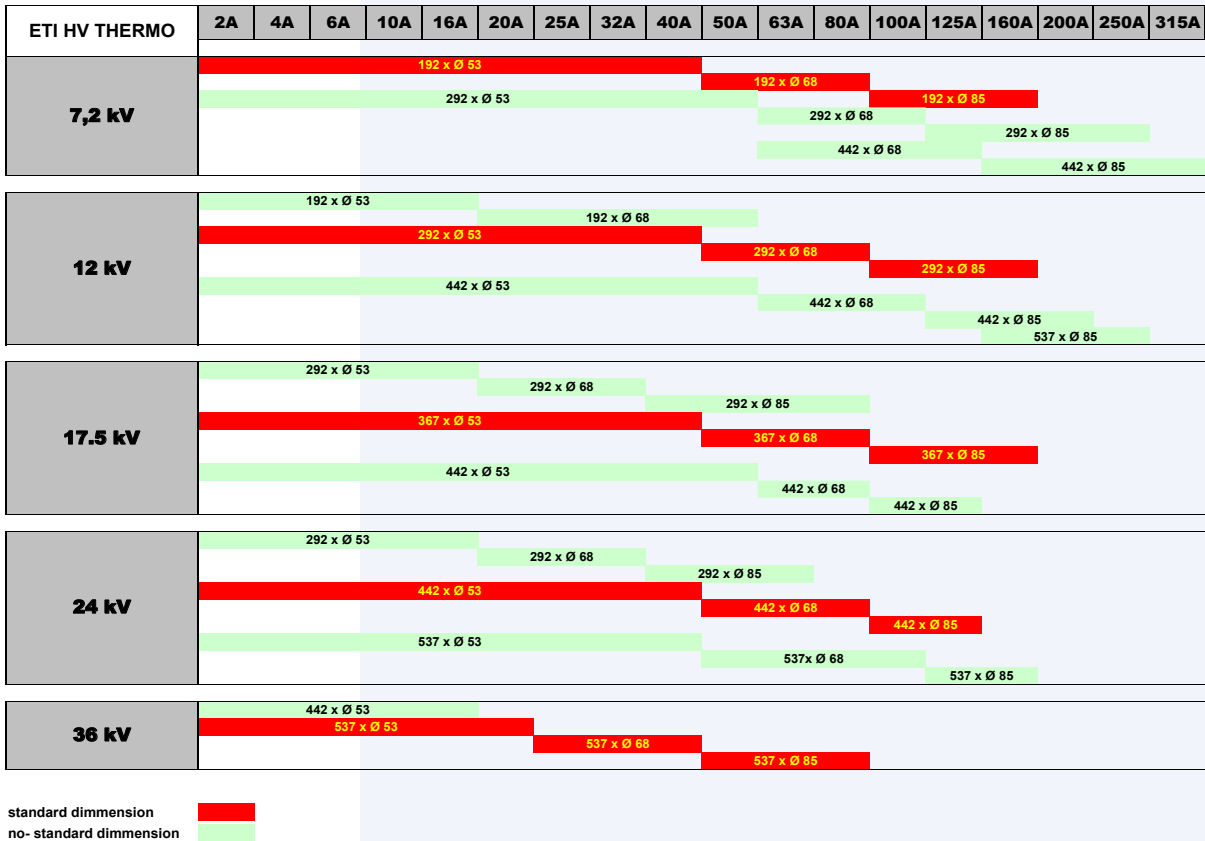 ETI HV THERMO 2A 4A 6A 10A 16A 20A 25A 32A 40A 50A 63A 80A 100A 125A 160A 200A 250A 315A
7,2 kV
192 x Ø 53
192 x Ø 68
292 x Ø 53 192 x Ø 85
292 x Ø 68
292 x Ø 85
442 x Ø 68
442 x Ø 85
12 kV
192 x Ø 53
192 x Ø 68
292 x Ø 53
292 x Ø 68
292 x Ø 85
442 x Ø 53
442 x Ø 68
442 x Ø 85
537 x Ø 85
17.5 kV
292 x Ø 53
292 x Ø 68
292 x Ø 85
367 x Ø 53
367 x Ø 68
367 x Ø 85
442 x Ø 53
442 x Ø 68
442 x Ø 85
24 kV
292 x Ø 53
292 x Ø 68
292 x Ø 85
442 x Ø 53
442 x Ø 68
442 x Ø 85
537 x Ø 53
537x Ø 68
537 x Ø 85
36 kV
442 x Ø 53
537 x Ø 53
537 x Ø 68
537 x Ø 85
standard dimmension
no- standard dimmension